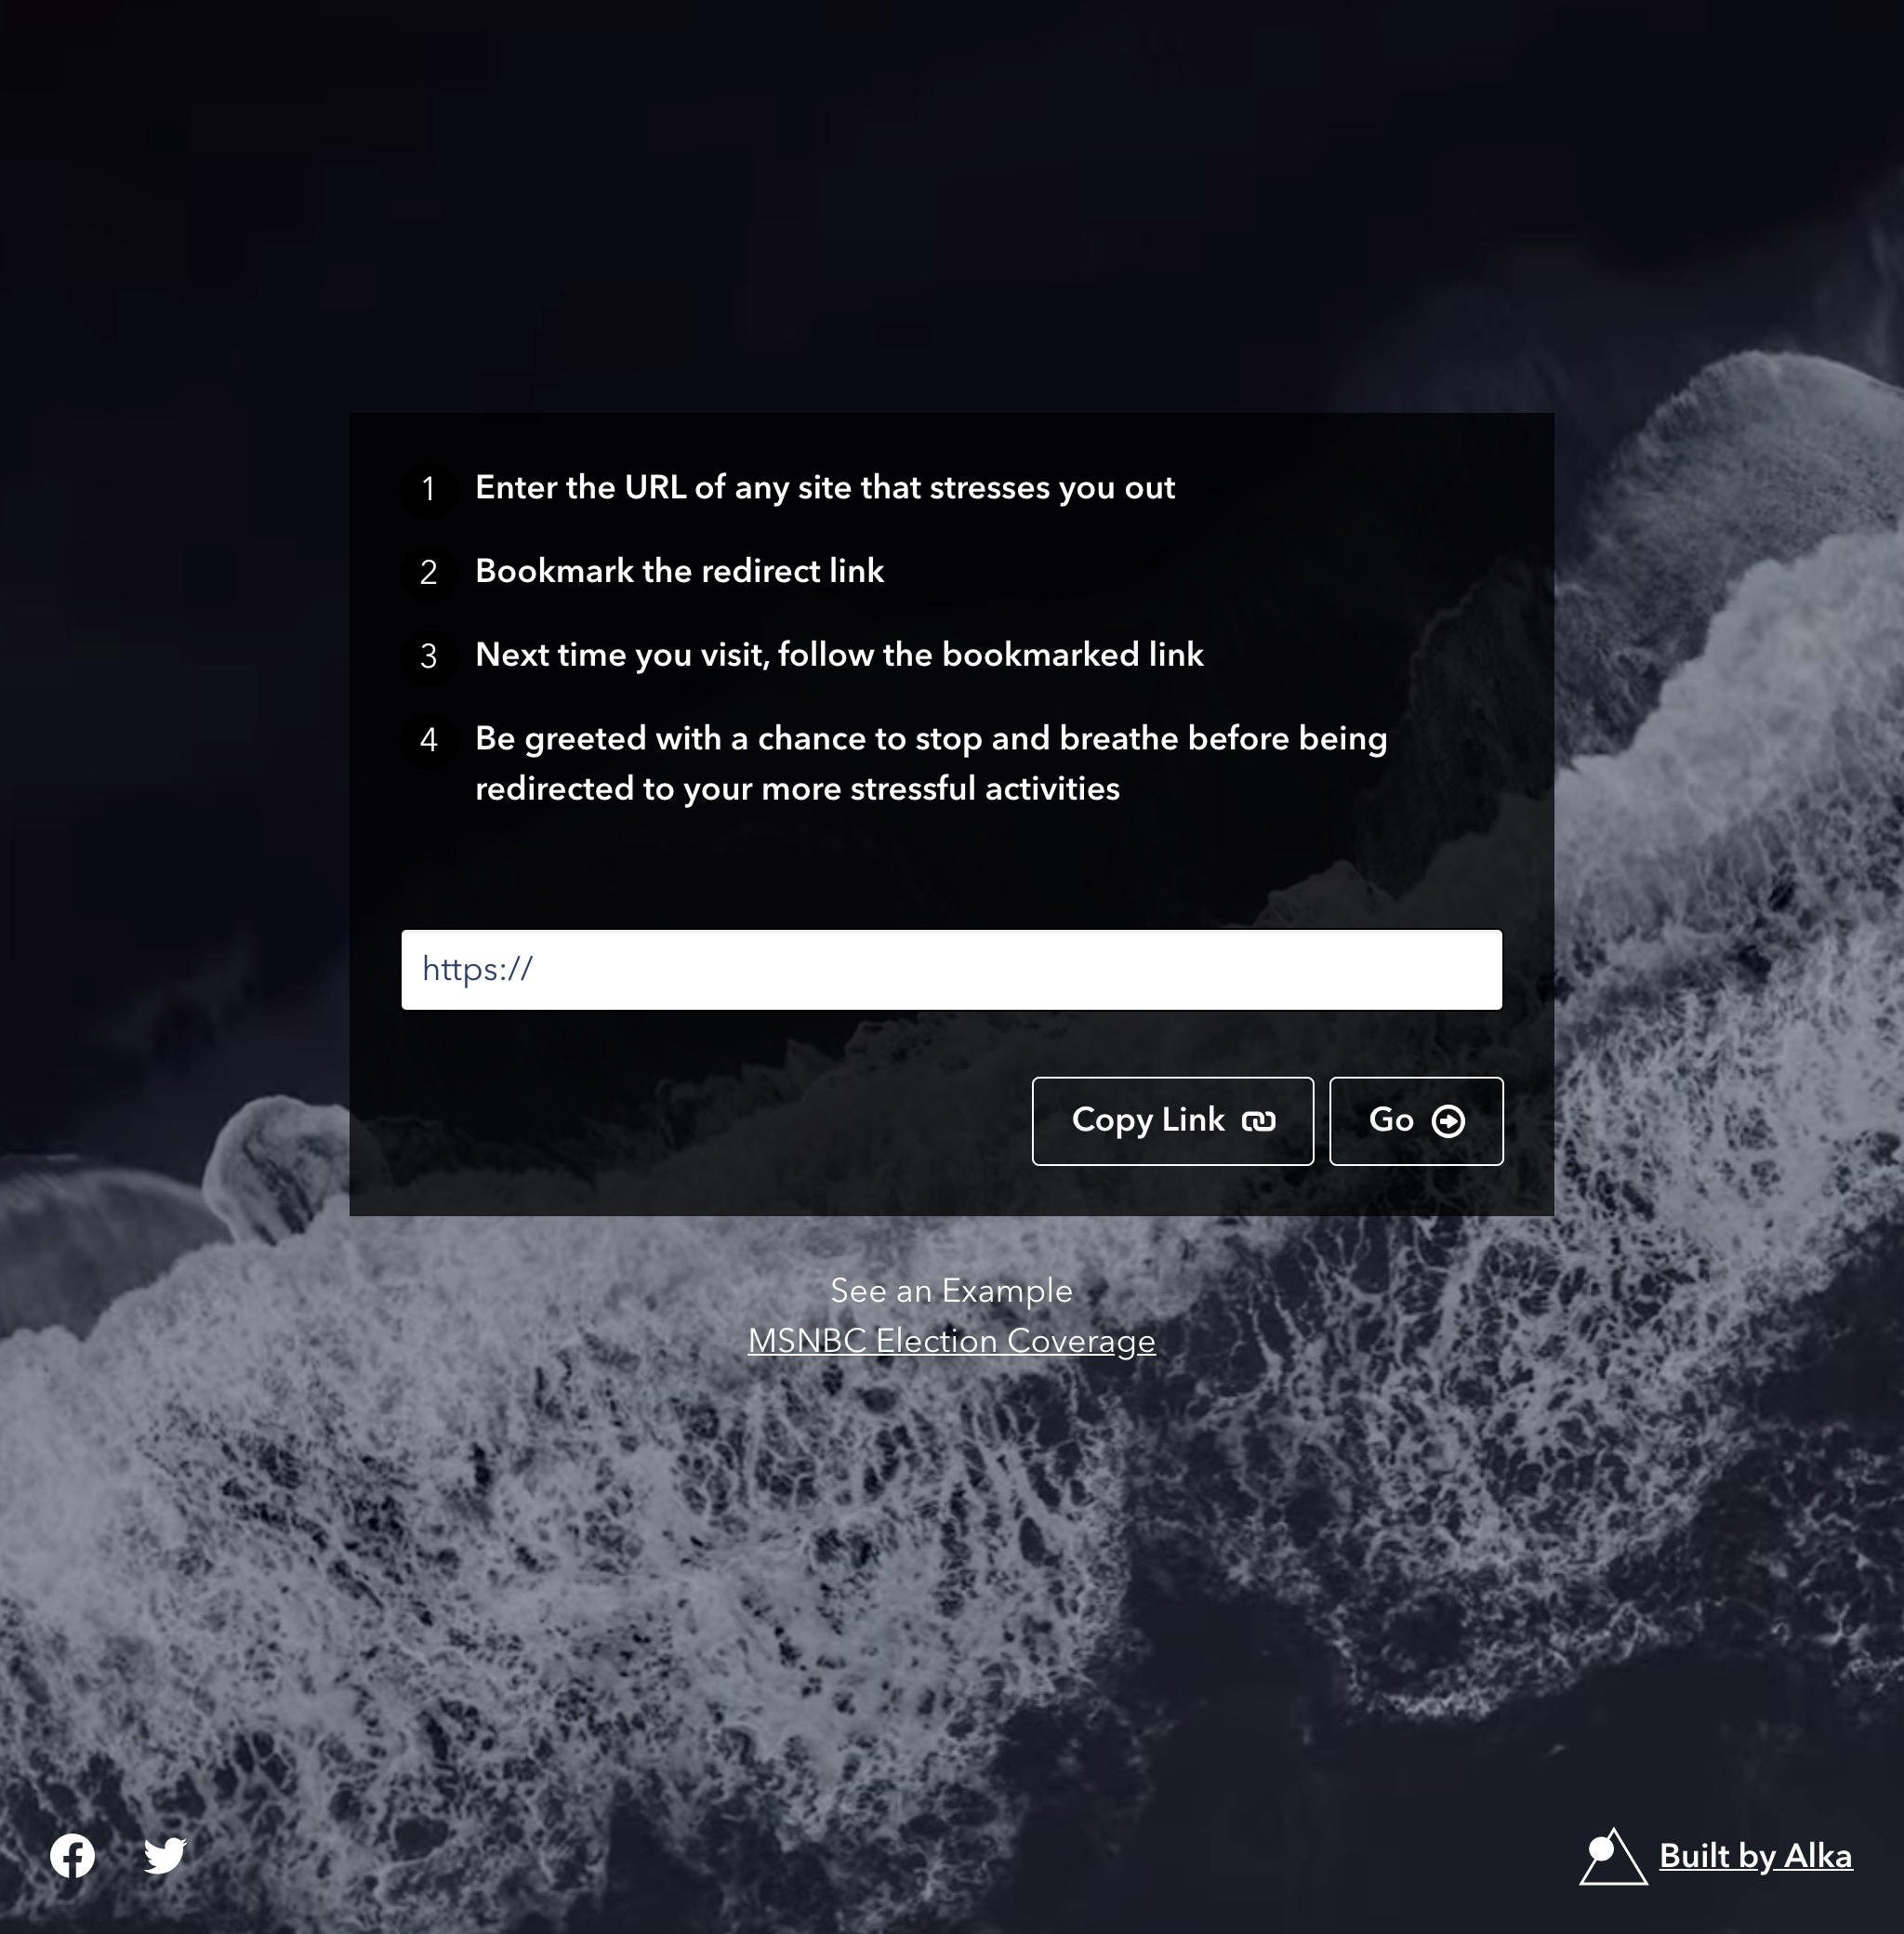 1 Enter the URL of any site that stresses you out
2 Bookmark the redirect link
3 Next time you visit, follow the bookmarked link
4 Be greeted with a chance to stop and breathe before being
redirected to your more stressful activities
https://
Copy Link Go
See an Example
MSNBC Election Coverage
Built by Alka